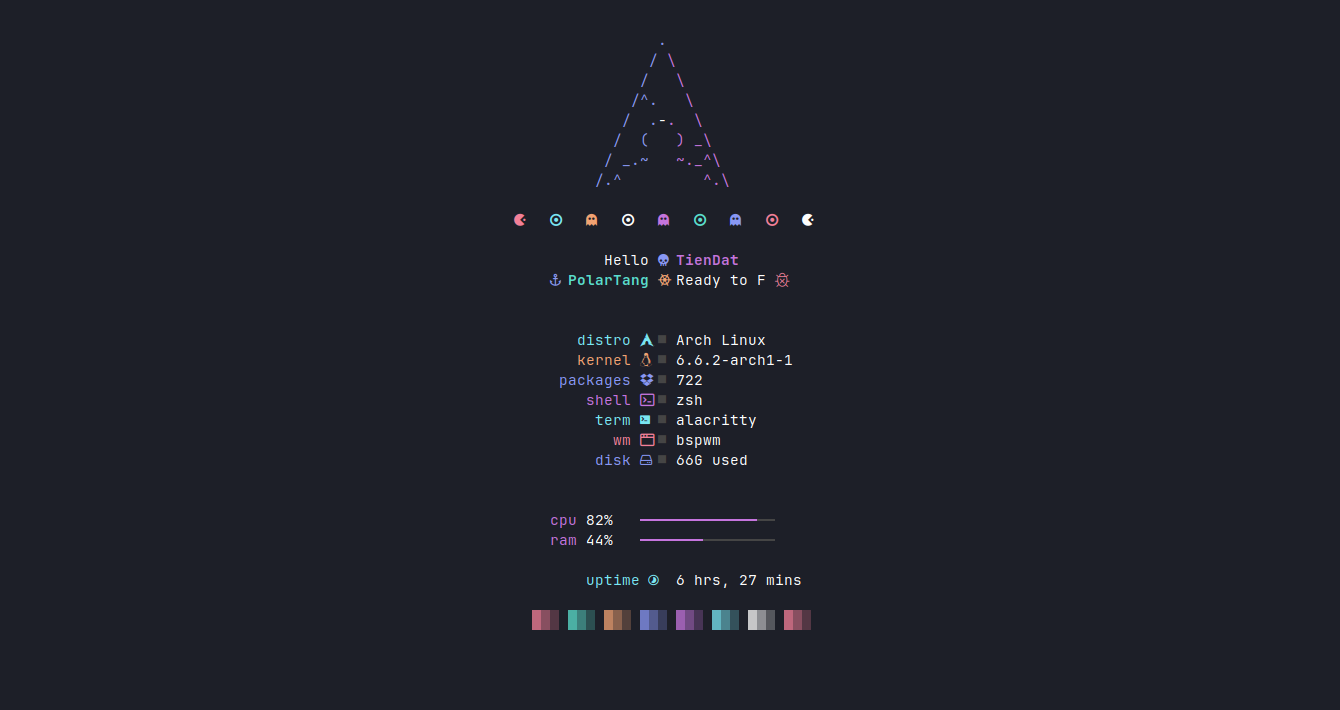 Hello TienDat
PolarTang Ready to F
distro Arch Linux
kernel 6.6.2-arch1-1
packages 722
shell zsh
term alacritty
wm bspwm
disk 66G used
cpu 82%
ram 44%
uptime 6 hrs, 27 mins